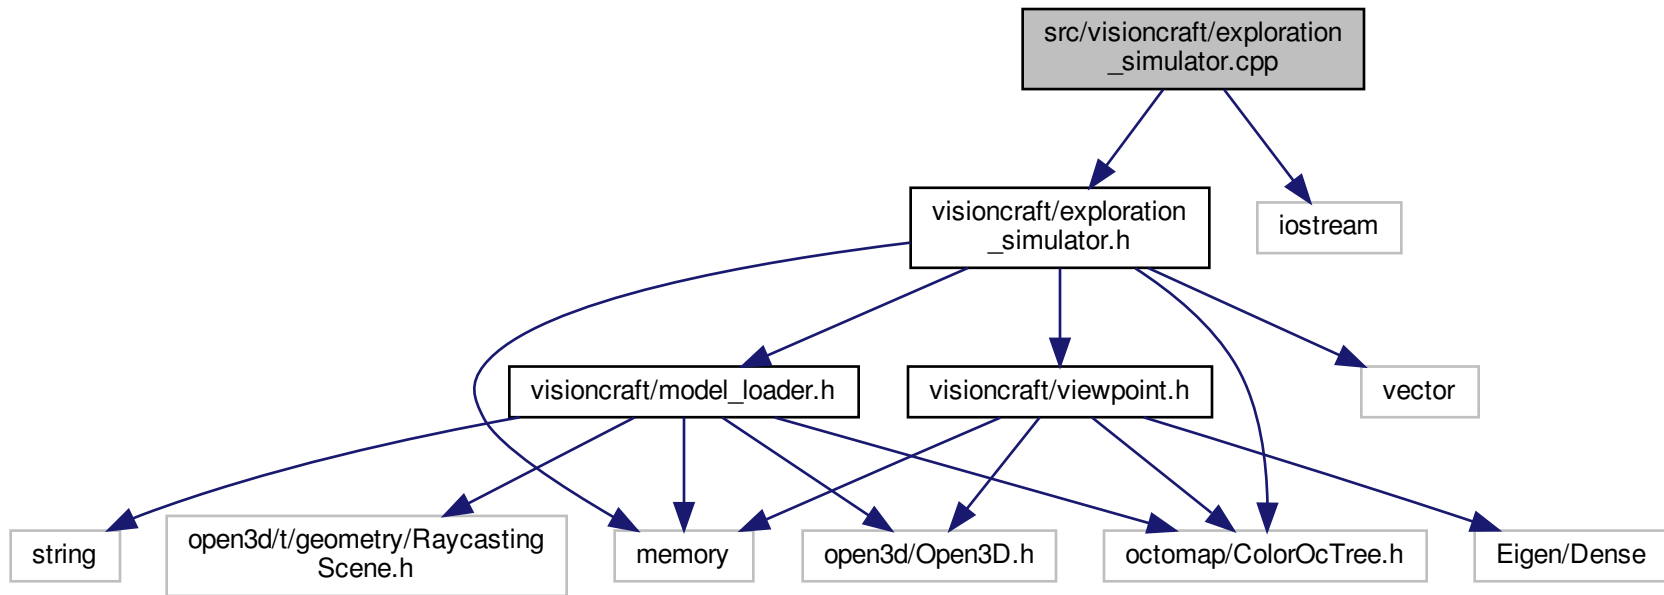 src/visioncraft/exploration
_simulator.cpp
visioncraft/exploration
_simulator.h
iostream
visioncraft/model_loader.h
visioncraft/viewpoint.h
vector
string
open3d/t/geometry/Raycasting
Scene.h
memory
open3d/Open3D.h
octomap/ColorOcTree.h
Eigen/Dense